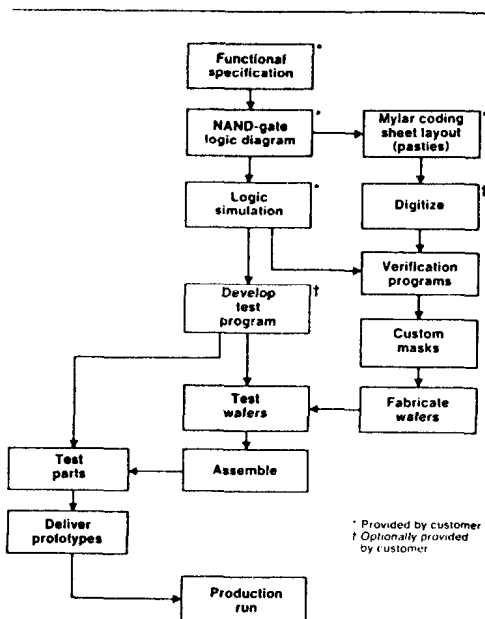 Functional
specification
*
NAND-gate
logic diagram
*
Mylar coding
sheet layout
(pasties)
*
Logic
simulation
*
Digitize
†
Verification
programs
Develop
test
program
†
Custom
masks
Test
wafers
Fabricate
wafers
Test
parts
Assemble
Deliver
prototypes
Production
run
* Provided by customer
† Optionally provided
by customer